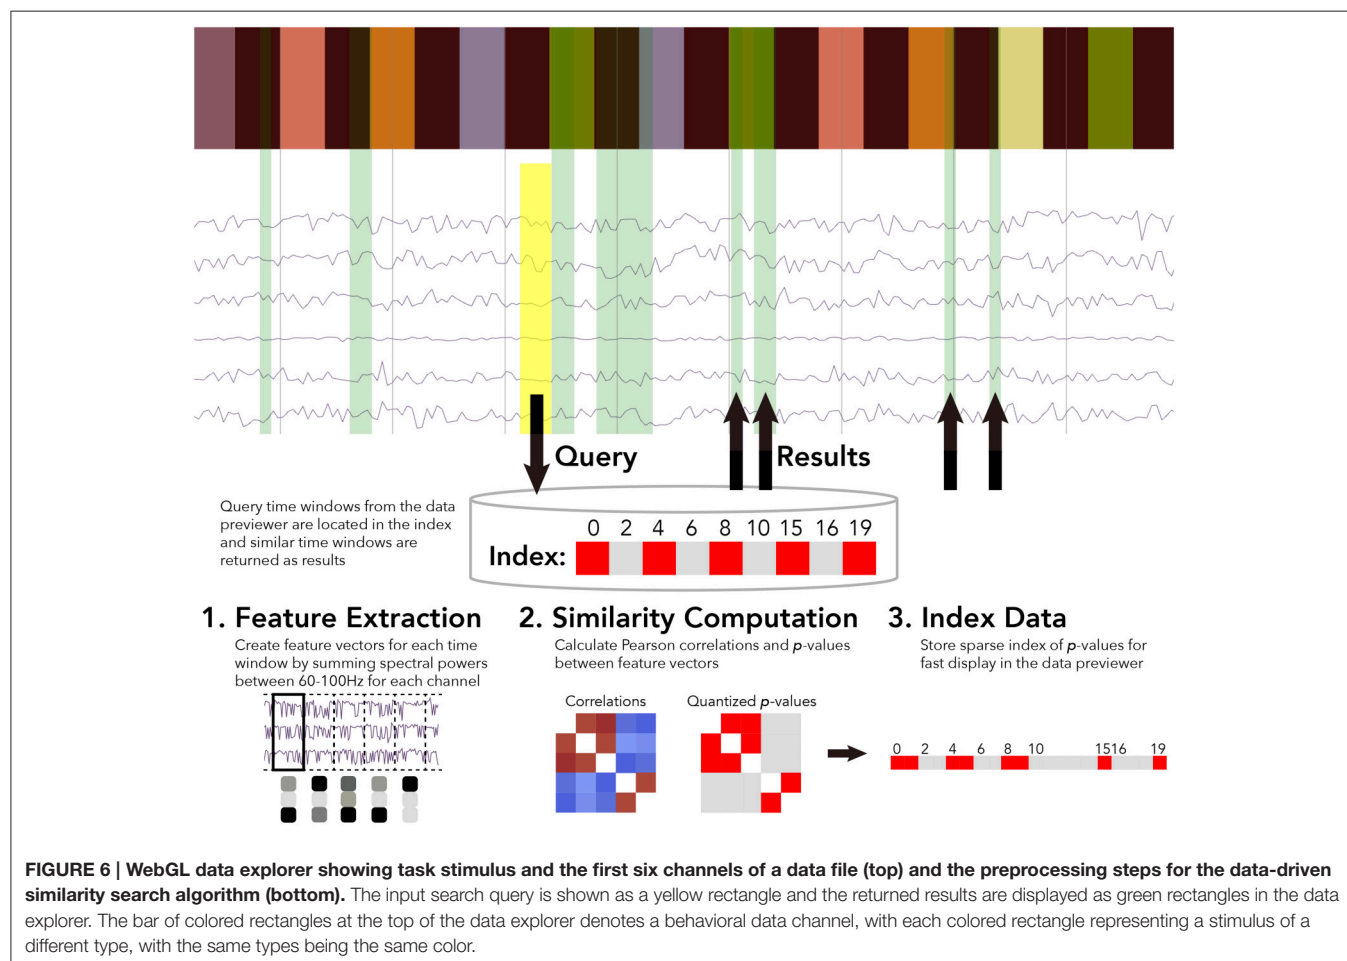 Query
Results
Query time windows from the data
previewer are located in the index
and similar time windows are
returned as results
0 2 4 6 8 10 15 16 19
Index:
1. Feature Extraction
Create feature vectors for each time
window by summing spectral powers
between 60-100Hz for each channel
2. Similarity Computation
Calculate Pearson correlations and p-values
between feature vectors
Correlations
Quantized p-values
3. Index Data
Store sparse index of p-values for
fast display in the data previewer
0 2 4 6 8 10 1516 19
FIGURE 6 | WebGL data explorer showing task stimulus and the first six channels of a data file (top) and the preprocessing steps for the data-driven
similarity search algorithm (bottom). The input search query is shown as a yellow rectangle and the returned results are displayed as green rectangles in the data
explorer. The bar of colored rectangles at the top of the data explorer denotes a behavioral data channel, with each colored rectangle representing a stimulus of a
different type, with the same types being the same color.